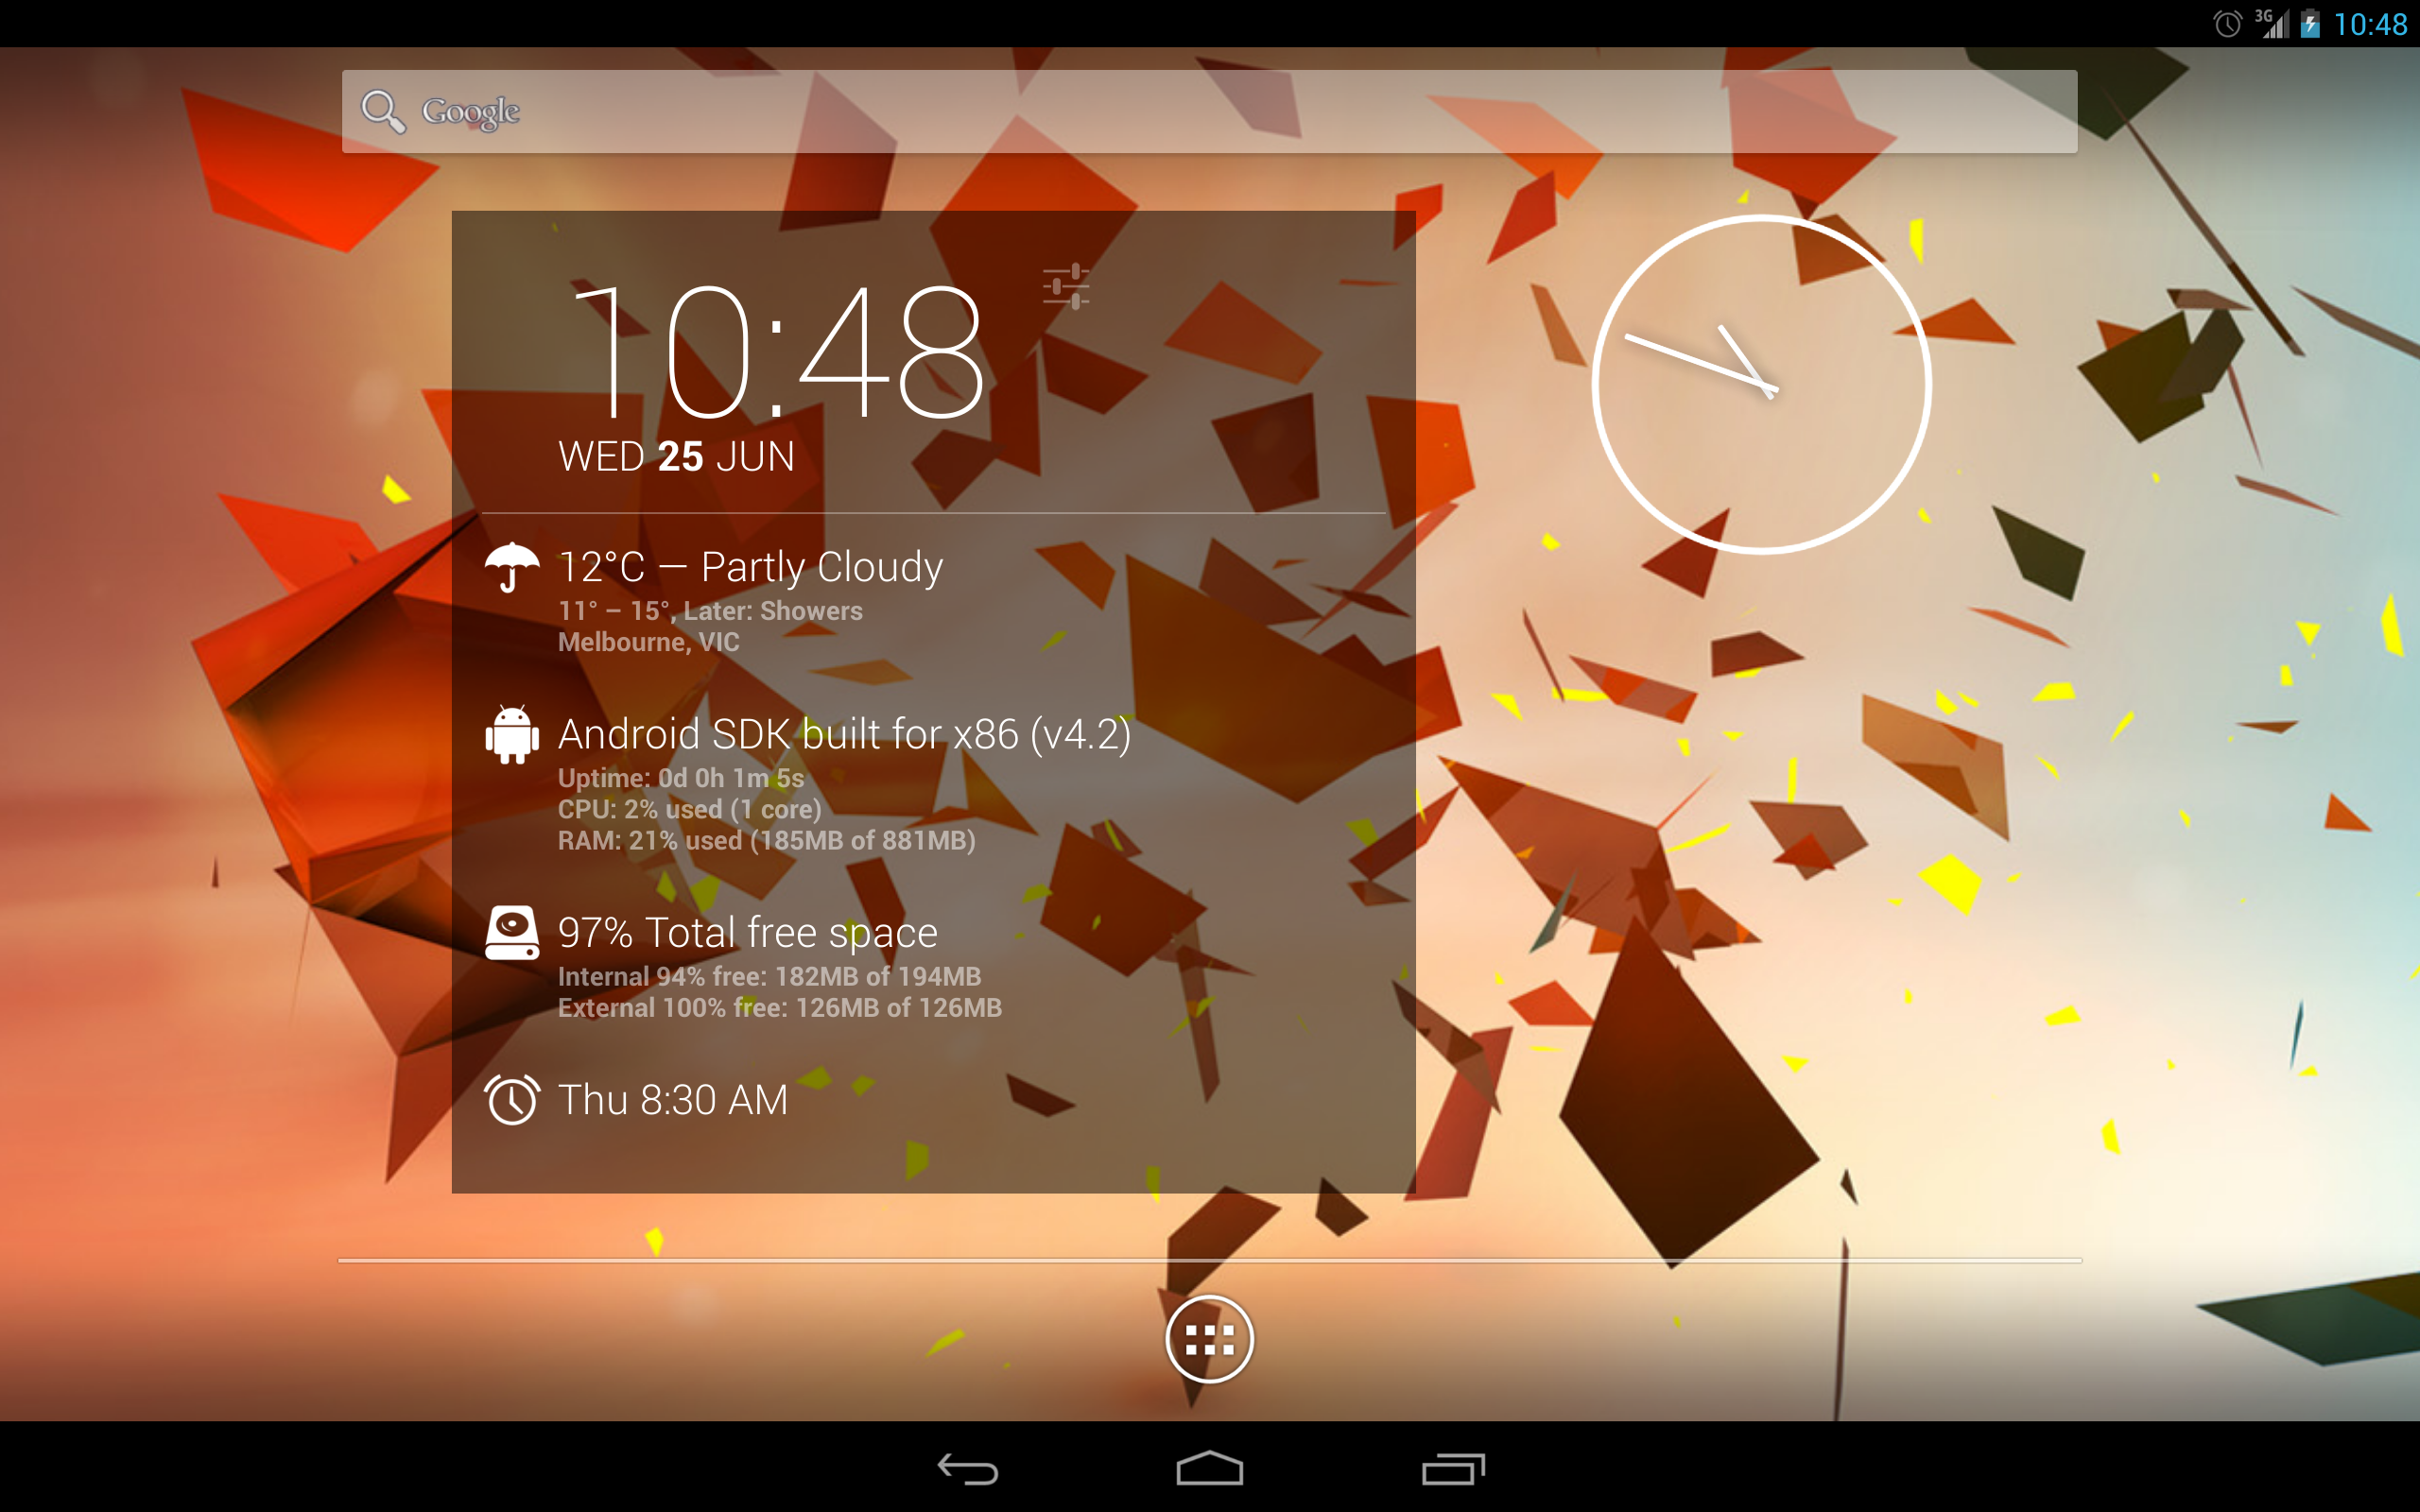 3G 10:48
Google
10:48
WED 25 JUN
12°C — Partly Cloudy
11° – 15°, Later: Showers
Melbourne, VIC
Android SDK built for x86 (v4.2)
Uptime: 0d 0h 1m 5s
CPU: 2% used (1 core)
RAM: 21% used (185MB of 881MB)
97% Total free space
Internal 94% free: 182MB of 194MB
External 100% free: 126MB of 126MB
Thu 8:30 AM